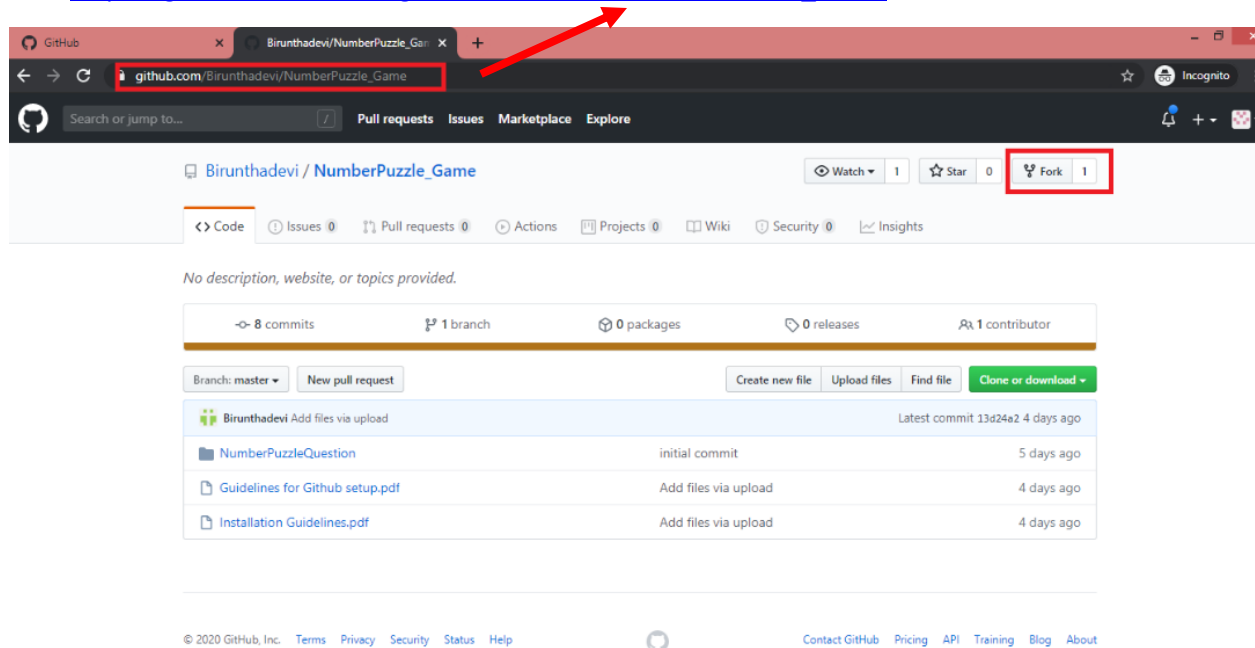 GitHub × Birunthadevi/NumberPuzzle_Gam × +
github.com/Birunthadevi/NumberPuzzle_Game Incognito
Search or jump to... / Pull requests Issues Marketplace Explore
Birunthadevi / NumberPuzzle_Game Watch 1 Star 0 Fork 1
<> Code Issues 0 Pull requests 0 Actions Projects 0 Wiki Security 0 Insights
No description, website, or topics provided.
8 commits 1 branch 0 packages 0 releases 1 contributor
Branch: master New pull request Create new file Upload files Find file Clone or download
Birunthadevi Add files via upload Latest commit 13d24a2 4 days ago
NumberPuzzleQuestion initial commit 5 days ago
Guidelines for Github setup.pdf Add files via upload 4 days ago
Installation Guidelines.pdf Add files via upload 4 days ago
© 2020 GitHub, Inc. Terms Privacy Security Status Help Contact GitHub Pricing API Training Blog About